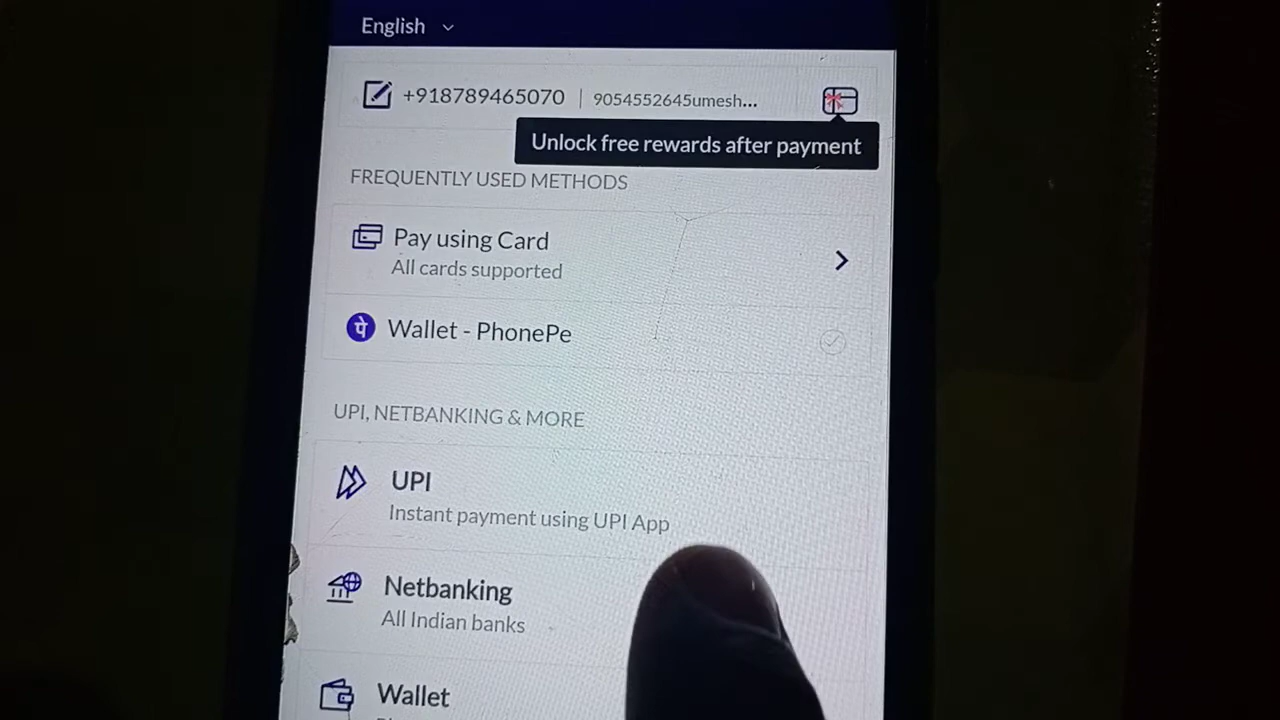 English
+918789465070 | 9054552645umesh...
Unlock free rewards after payment
FREQUENTLY USED METHODS
Pay using Card
All cards supported
पे Wallet - PhonePe
UPI, NETBANKING & MORE
UPI
Instant payment using UPI App
Netbanking
All Indian banks
Wallet